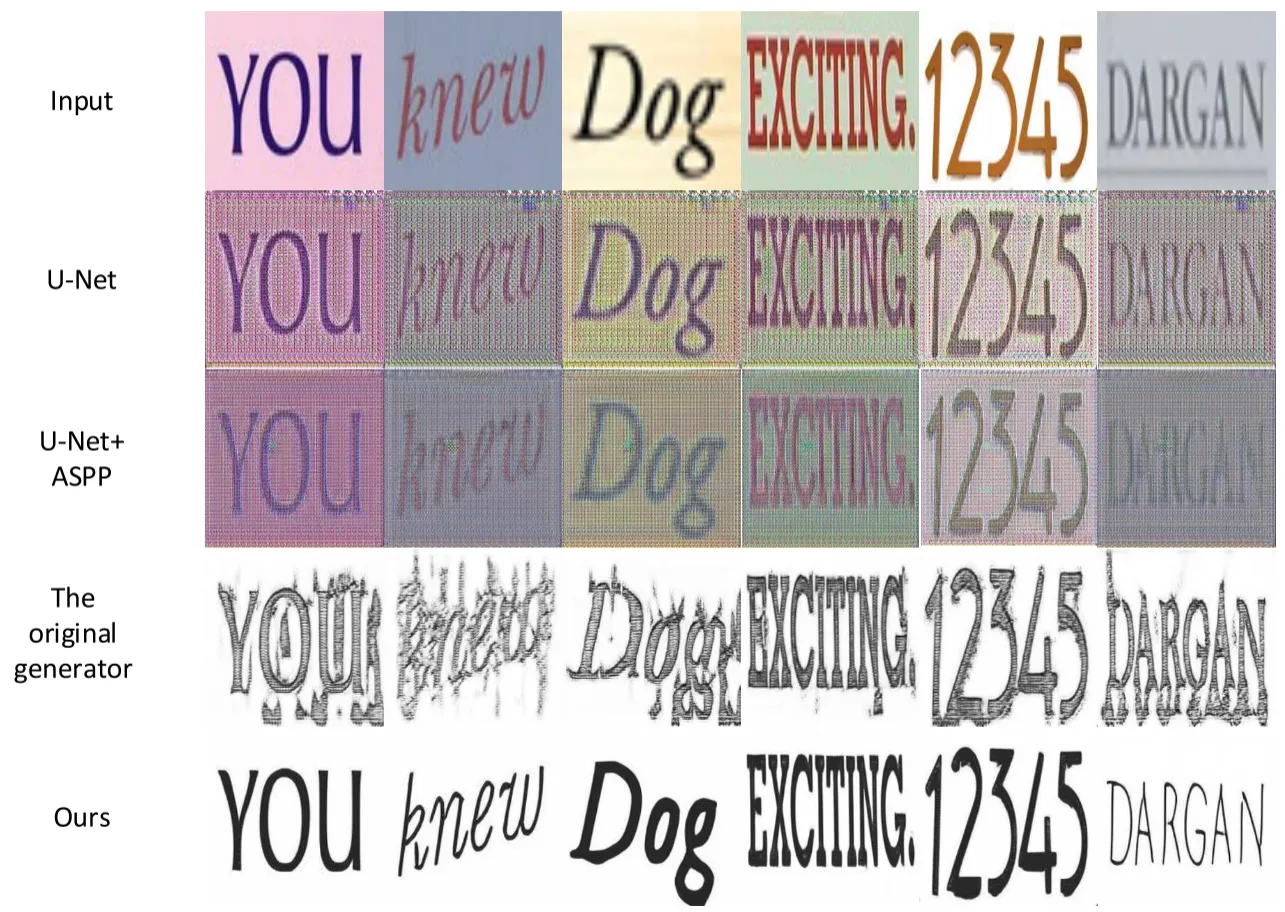 Input YOU knew Dog EXCITING. 12345 DARGAN
U-Net YOU knew Dog EXCITING. 12345 DARGAN
U-Net+
ASPP YOU knew Dog EXCITING. 12345 DARGAN
The
original
generator YOU knew Dog EXCITING. 12345 DARGAN
Ours YOU knew Dog EXCITING. 12345 DARGAN